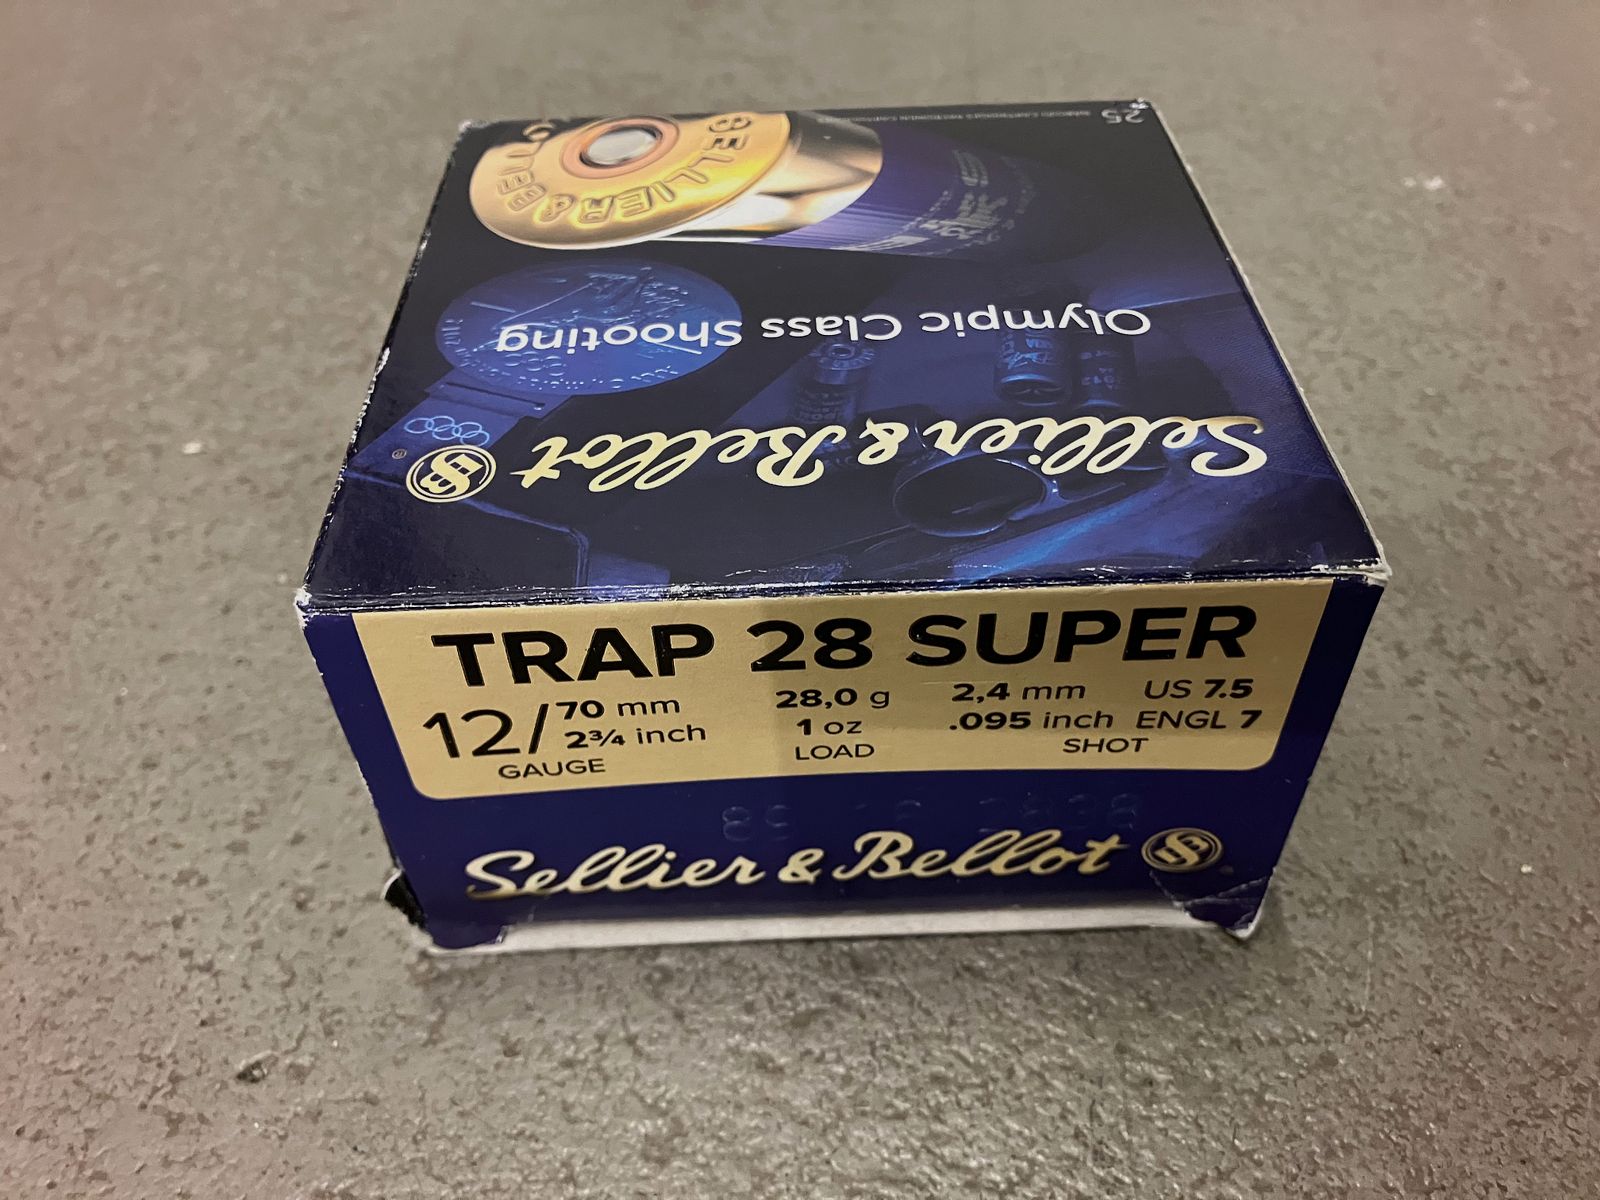 25
SELLIER & BELLOT
Olympic Class Shooting
Sellier & Bellot
TRAP 28 SUPER
12/ 70 mm 28,0 g 2,4 mm US 7.5
2¾ inch 1 oz .095 inch ENGL 7
GAUGE LOAD SHOT
Sellier & Bellot